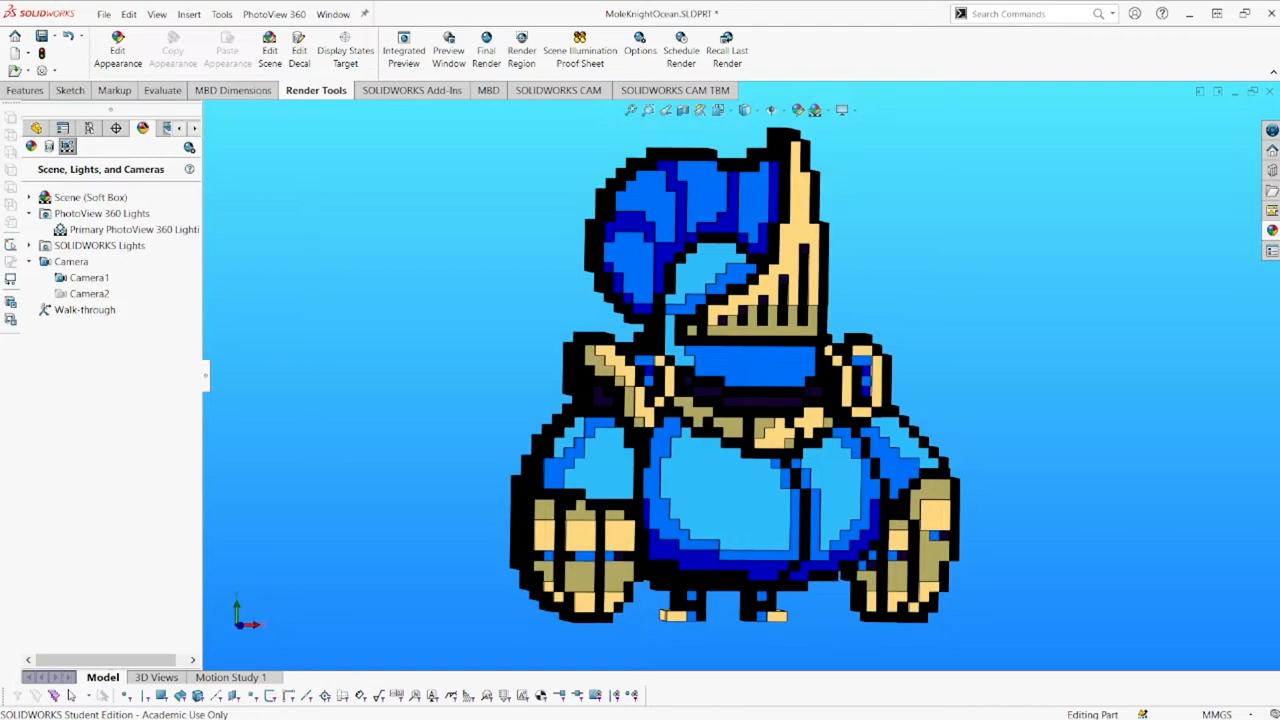 SOLIDWORKS File Edit View Insert Tools PhotoView 360 Window MoleKnightOcean.SLDPRT * Search Commands
Edit Appearance
Copy Appearance
Paste Appearance
Edit Scene
Edit Decal
Display States Target
Integrated Preview
Preview Window
Final Render
Render Region
Scene Illumination Proof Sheet
Options
Schedule Render
Recall Last Render
Features Sketch Markup Evaluate MBD Dimensions Render Tools SOLIDWORKS Add-Ins MBD SOLIDWORKS CAM SOLIDWORKS CAM TBM
Scene, Lights, and Cameras
Scene (Soft Box)
PhotoView 360 Lights
Primary PhotoView 360 Lighti
SOLIDWORKS Lights
Camera
Camera1
Camera2
Walk-through
Model 3D Views Motion Study 1
SOLIDWORKS Student Edition - Academic Use Only Editing Part MMGS